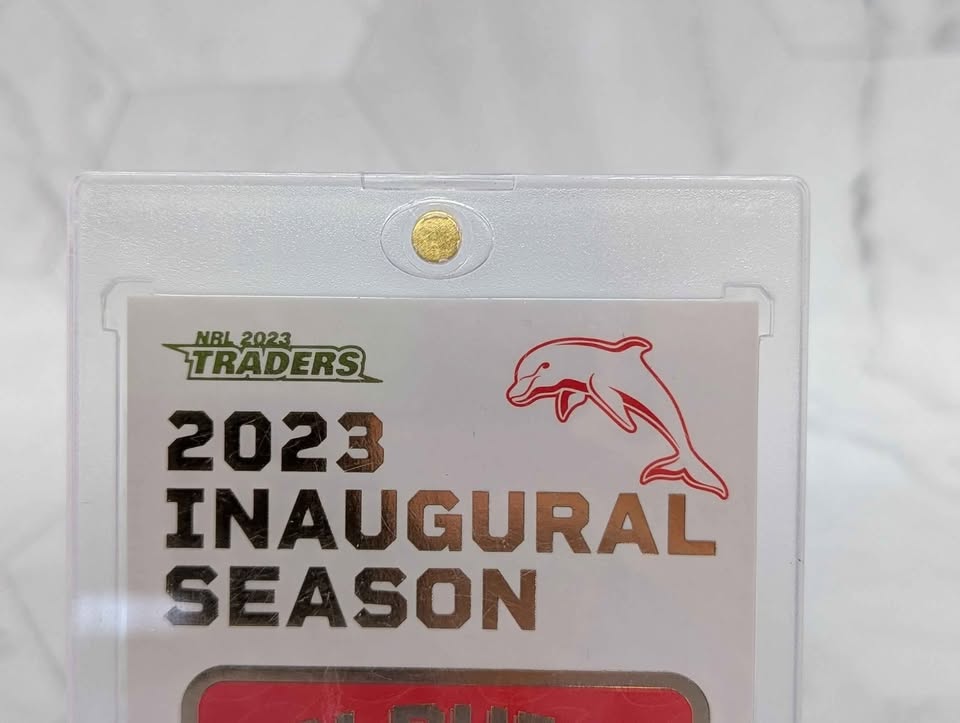 NRL 2023
TRADERS
2023
INAUGURAL
SEASON